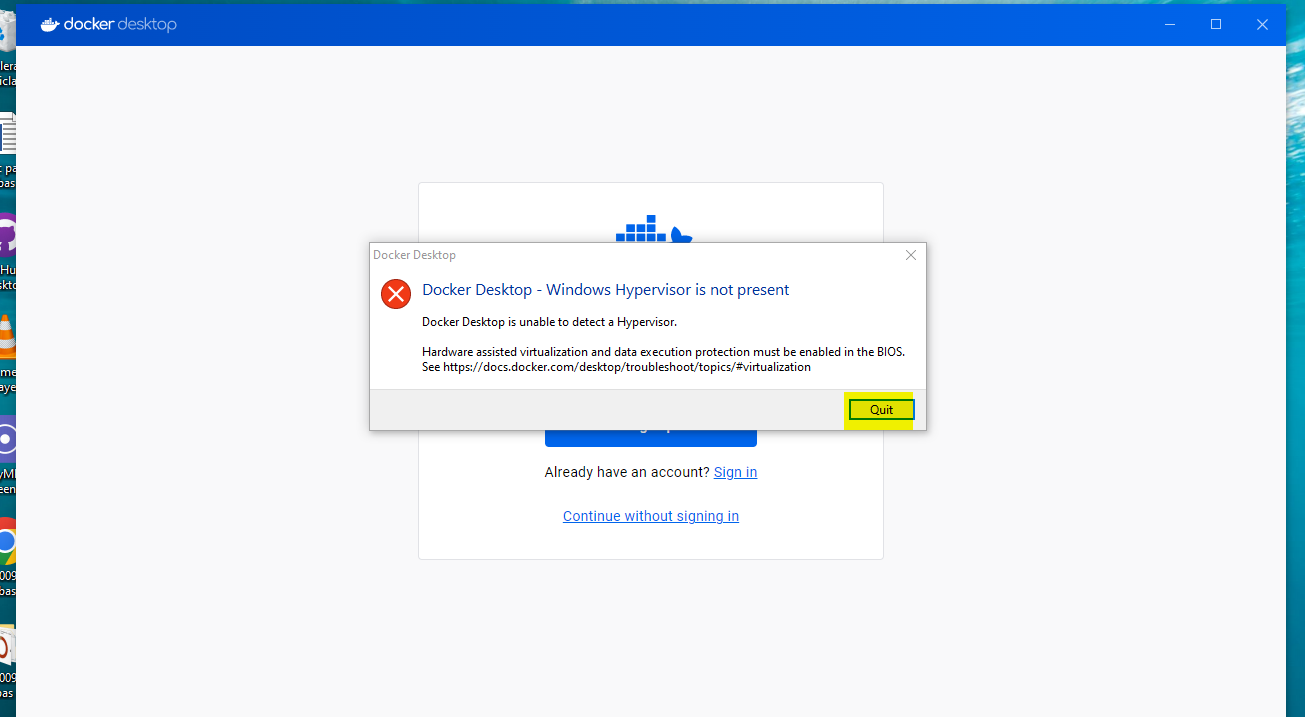 docker desktop
Docker Desktop
Docker Desktop - Windows Hypervisor is not present
Docker Desktop is unable to detect a Hypervisor.
Hardware assisted virtualization and data execution protection must be enabled in the BIOS.
See https://docs.docker.com/desktop/troubleshoot/topics/#virtualization
Quit
Already have an account? Sign in
Continue without signing in